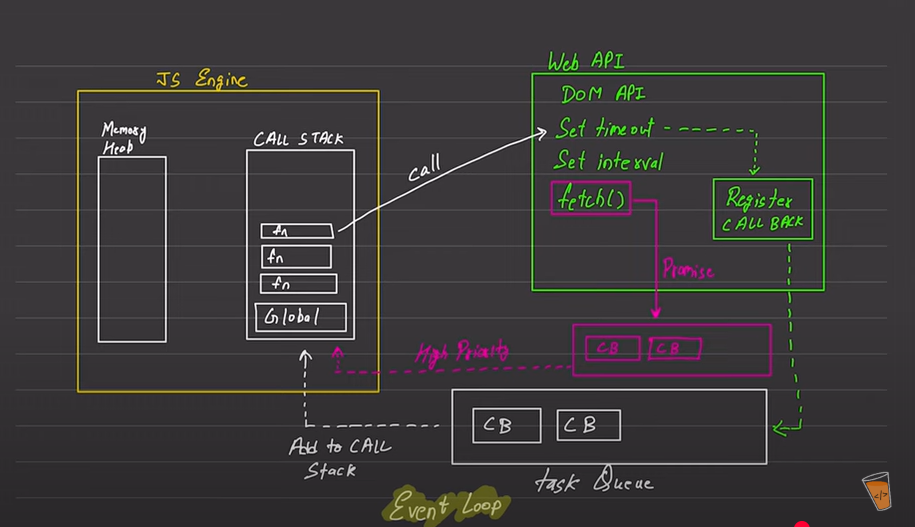 JS Engine
Memory
Heap
CALL STACK
fn
fn
fn
Global
call
Web API
DOM API
Set timeout
Set interval
fetch()
Register
CALL BACK
Promise
CB CB
High Priority
CB CB
task Queue
Add to CALL
Stack
Event Loop